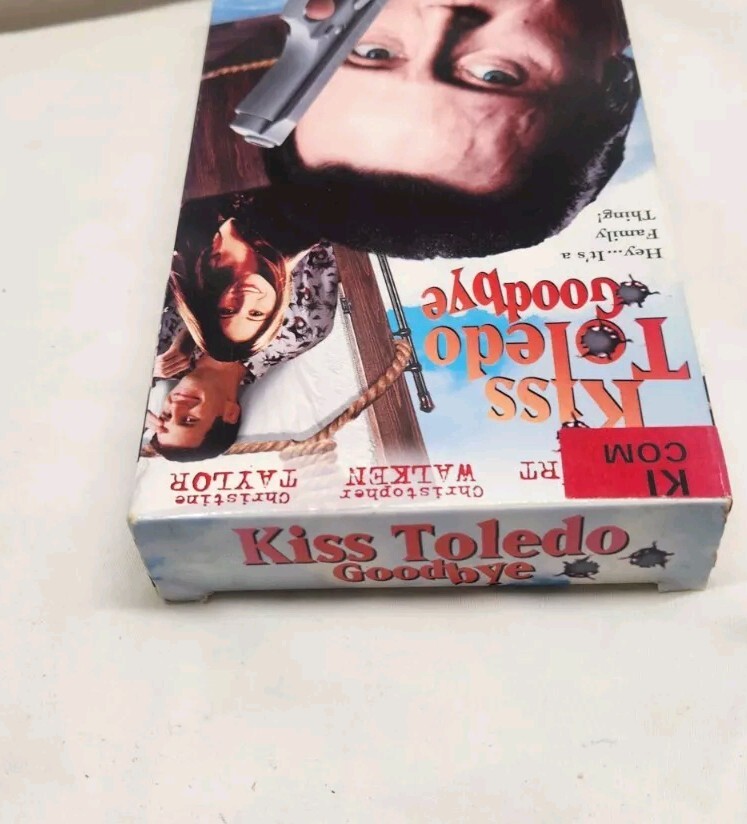 KI
COM
RT
Christopher
WALKEN
Christine
TAYLOR
Kiss
Toledo
Goodbye
Hey...It's a
Family
Thing!
Kiss Toledo
Goodbye